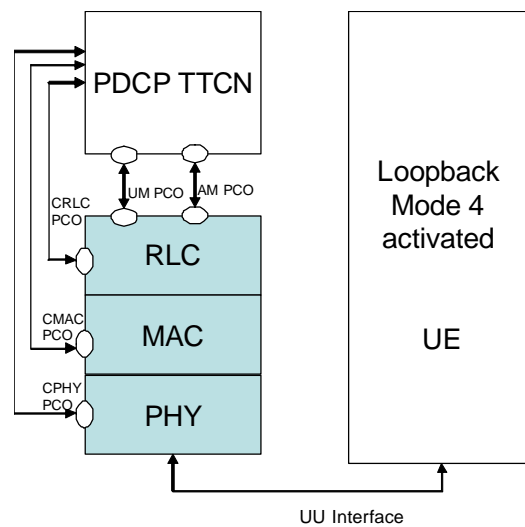 PDCP TTCN
UM PCO
AM PCO
CRLC
PCO
RLC
CMAC
PCO
MAC
CPHY
PCO
PHY
Loopback
Mode 4
activated
UE
UU Interface